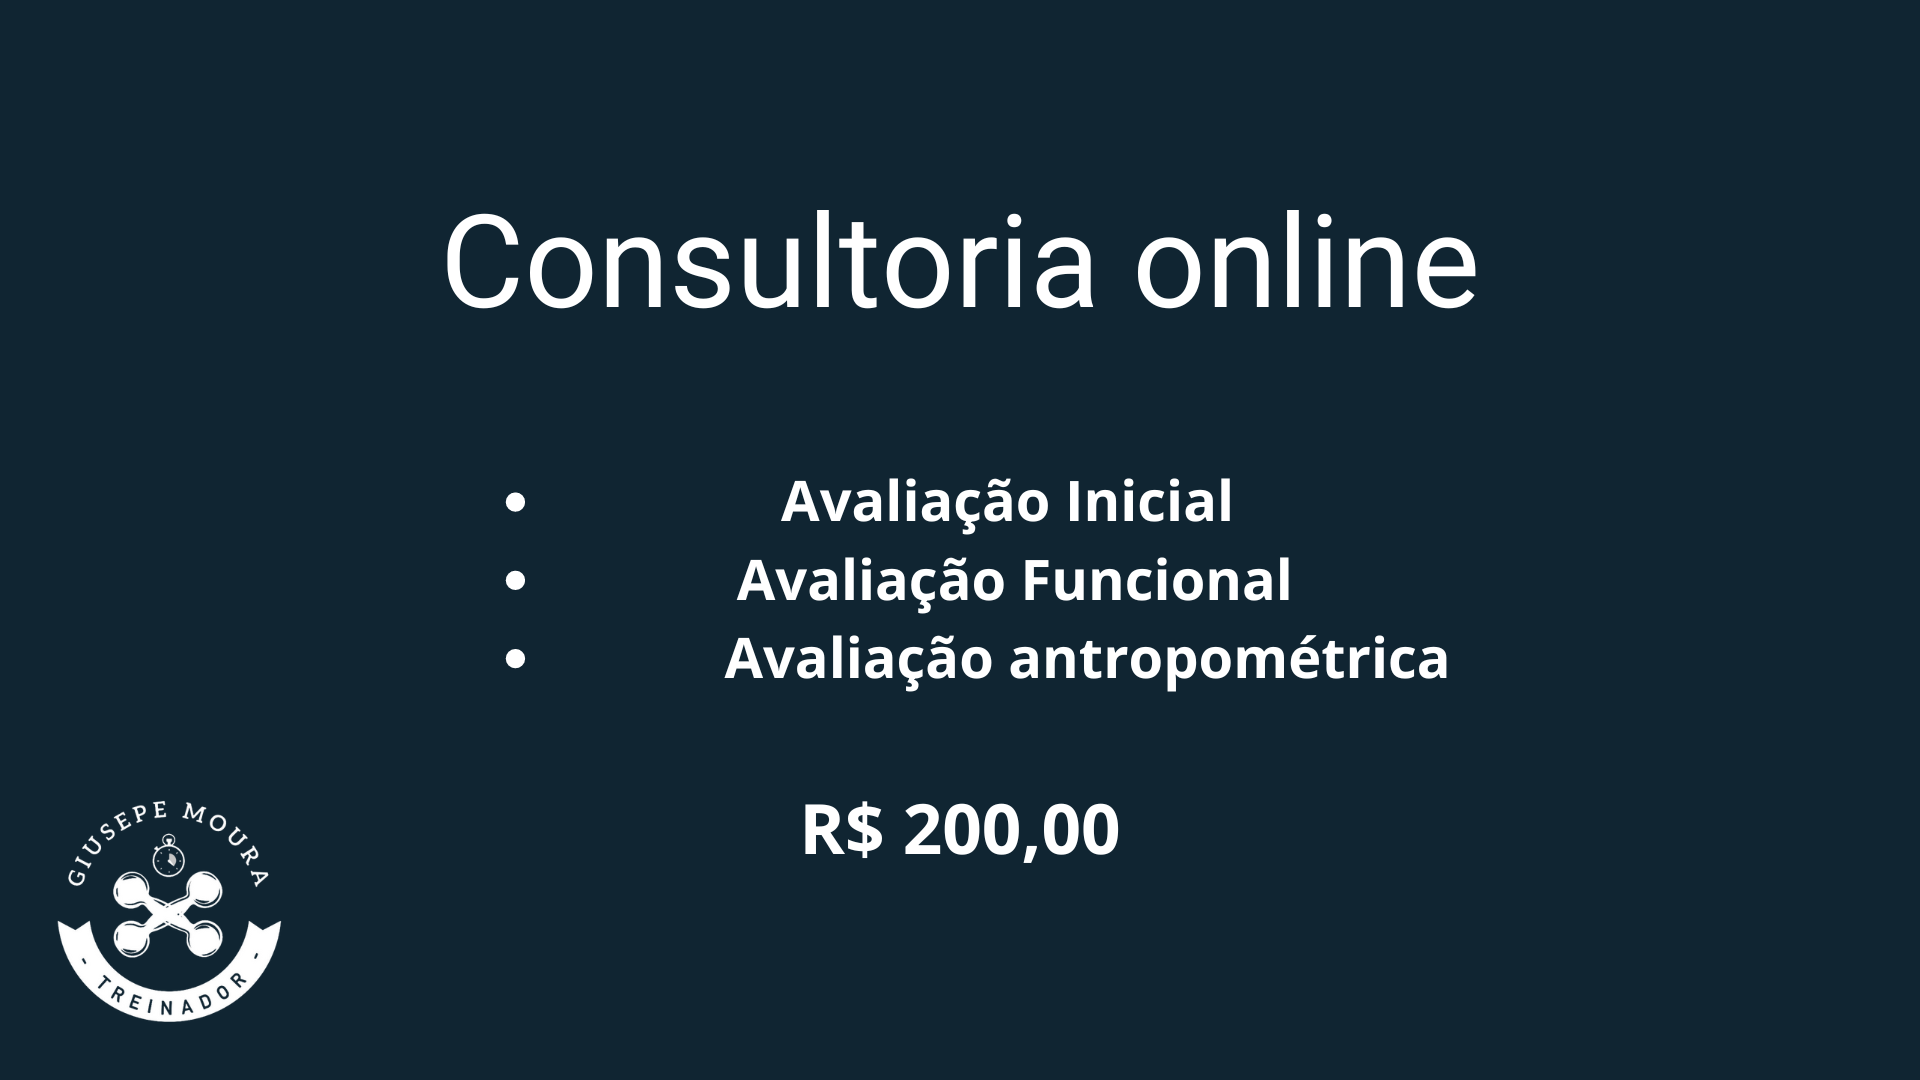 Consultoria online
• Avaliação Inicial
• Avaliação Funcional
• Avaliação antropométrica
R$ 200,00
GIUSEPE MOURA
- TREINADOR -